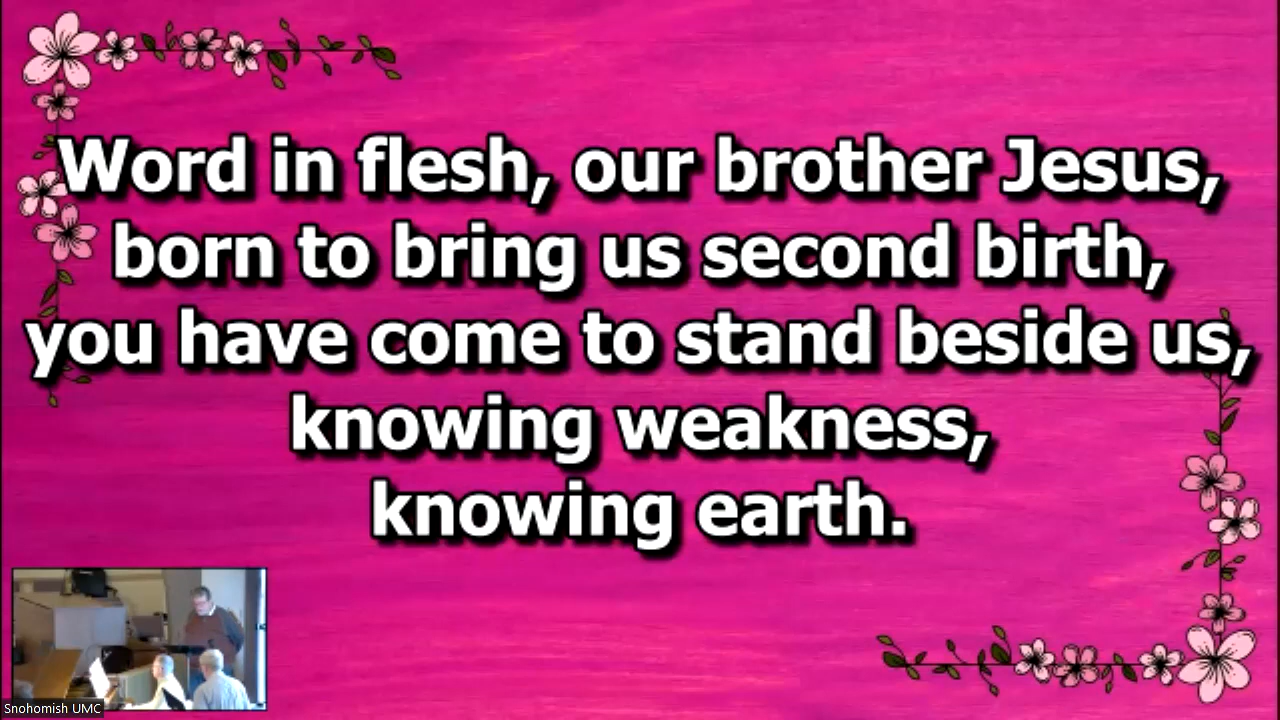 Word in flesh, our brother Jesus,
born to bring us second birth,
you have come to stand beside us,
knowing weakness,
knowing earth.
Snohomish UMC